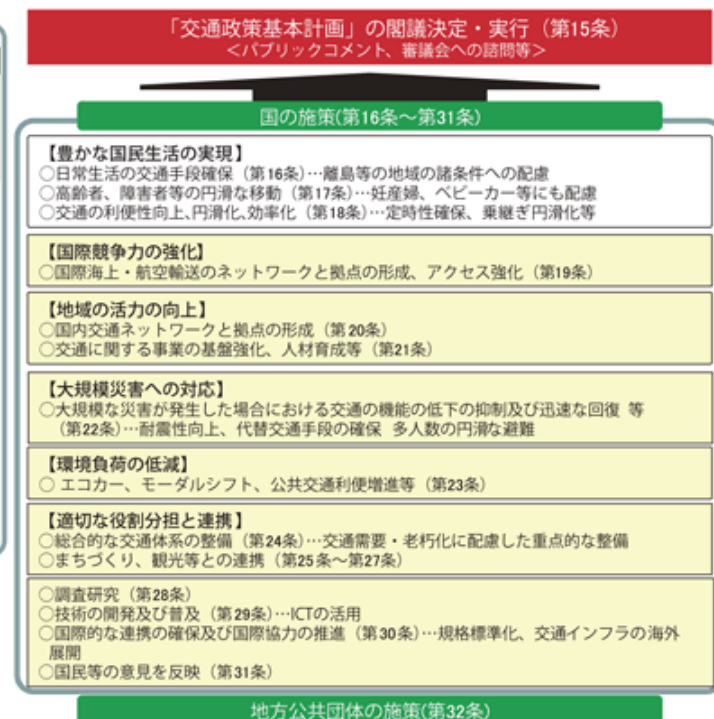 「交通政策基本計画」の閣議決定・実行（第15条）
＜パブリックコメント、審議会への諮問等＞
国の施策(第16条～第31条)
【豊かな国民生活の実現】
○日常生活の交通手段確保（第16条）…離島等の地域の諸条件への配慮
○高齢者、障害者等の円滑な移動（第17条）…妊産婦、ベビーカー等にも配慮
○交通の利便性向上、円滑化、効率化（第18条）…定時性確保、乗継ぎ円滑化等
【国際競争力の強化】
○国際海上・航空輸送のネットワークと拠点の形成、アクセス強化（第19条）
【地域の活力の向上】
○国内交通ネットワークと拠点の形成（第20条）
○交通に関する事業の基盤強化、人材育成等（第21条）
【大規模災害への対応】
○大規模な災害が発生した場合における交通の機能の低下の抑制及び迅速な回復 等
（第22条）…耐震性向上、代替交通手段の確保 多人数の円滑な避難
【環境負荷の低減】
○ エコカー、モーダルシフト、公共交通利便増進等（第23条）
【適切な役割分担と連携】
○総合的な交通体系の整備（第24条）…交通需要・老朽化に配慮した重点的な整備
○まちづくり、観光等との連携（第25条～第27条）
○調査研究（第28条）
○技術の開発及び普及（第29条）…ICTの活用
○国際的な連携の確保及び国際協力の推進（第30条）…規格標準化、交通インフラの海外
展開
○国民等の意見を反映（第31条）
地方公共団体の施策(第32条)